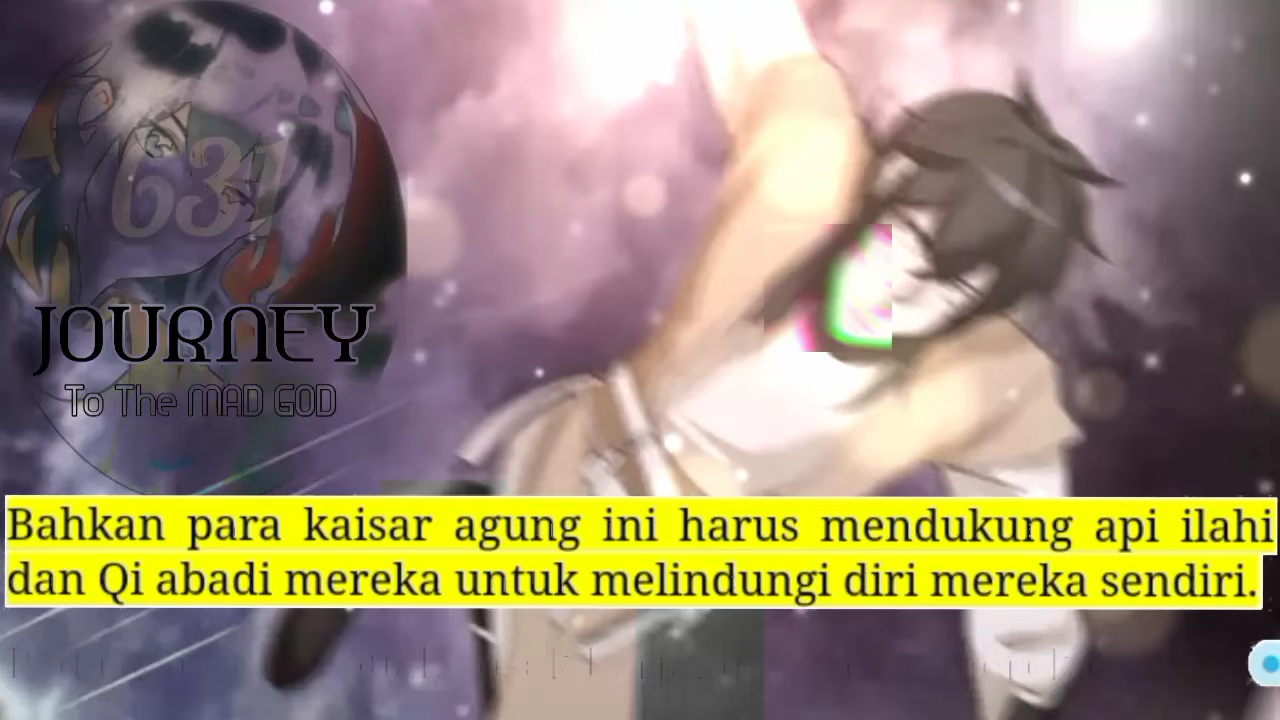 631
JOURNEY
To The MAD GOD
Bahkan para kaisar agung ini harus mendukung api ilahi
dan Qi abadi mereka untuk melindungi diri mereka sendiri.